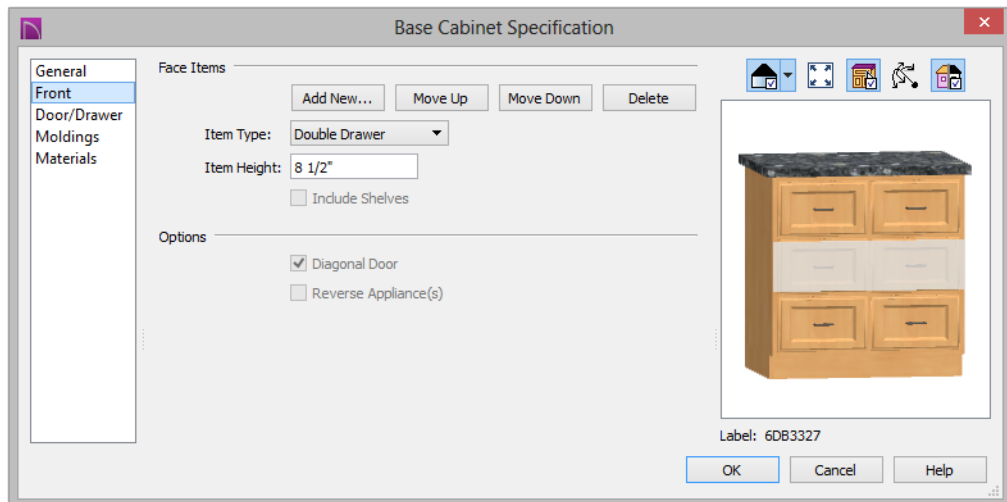 Base Cabinet Specification
General
Front
Door/Drawer
Moldings
Materials
Face Items
Add New... Move Up Move Down Delete
Item Type: Double Drawer
Item Height: 8 1/2"
Include Shelves
Options
Diagonal Door
Reverse Appliance(s)
Label: 6DB3327
OK Cancel Help